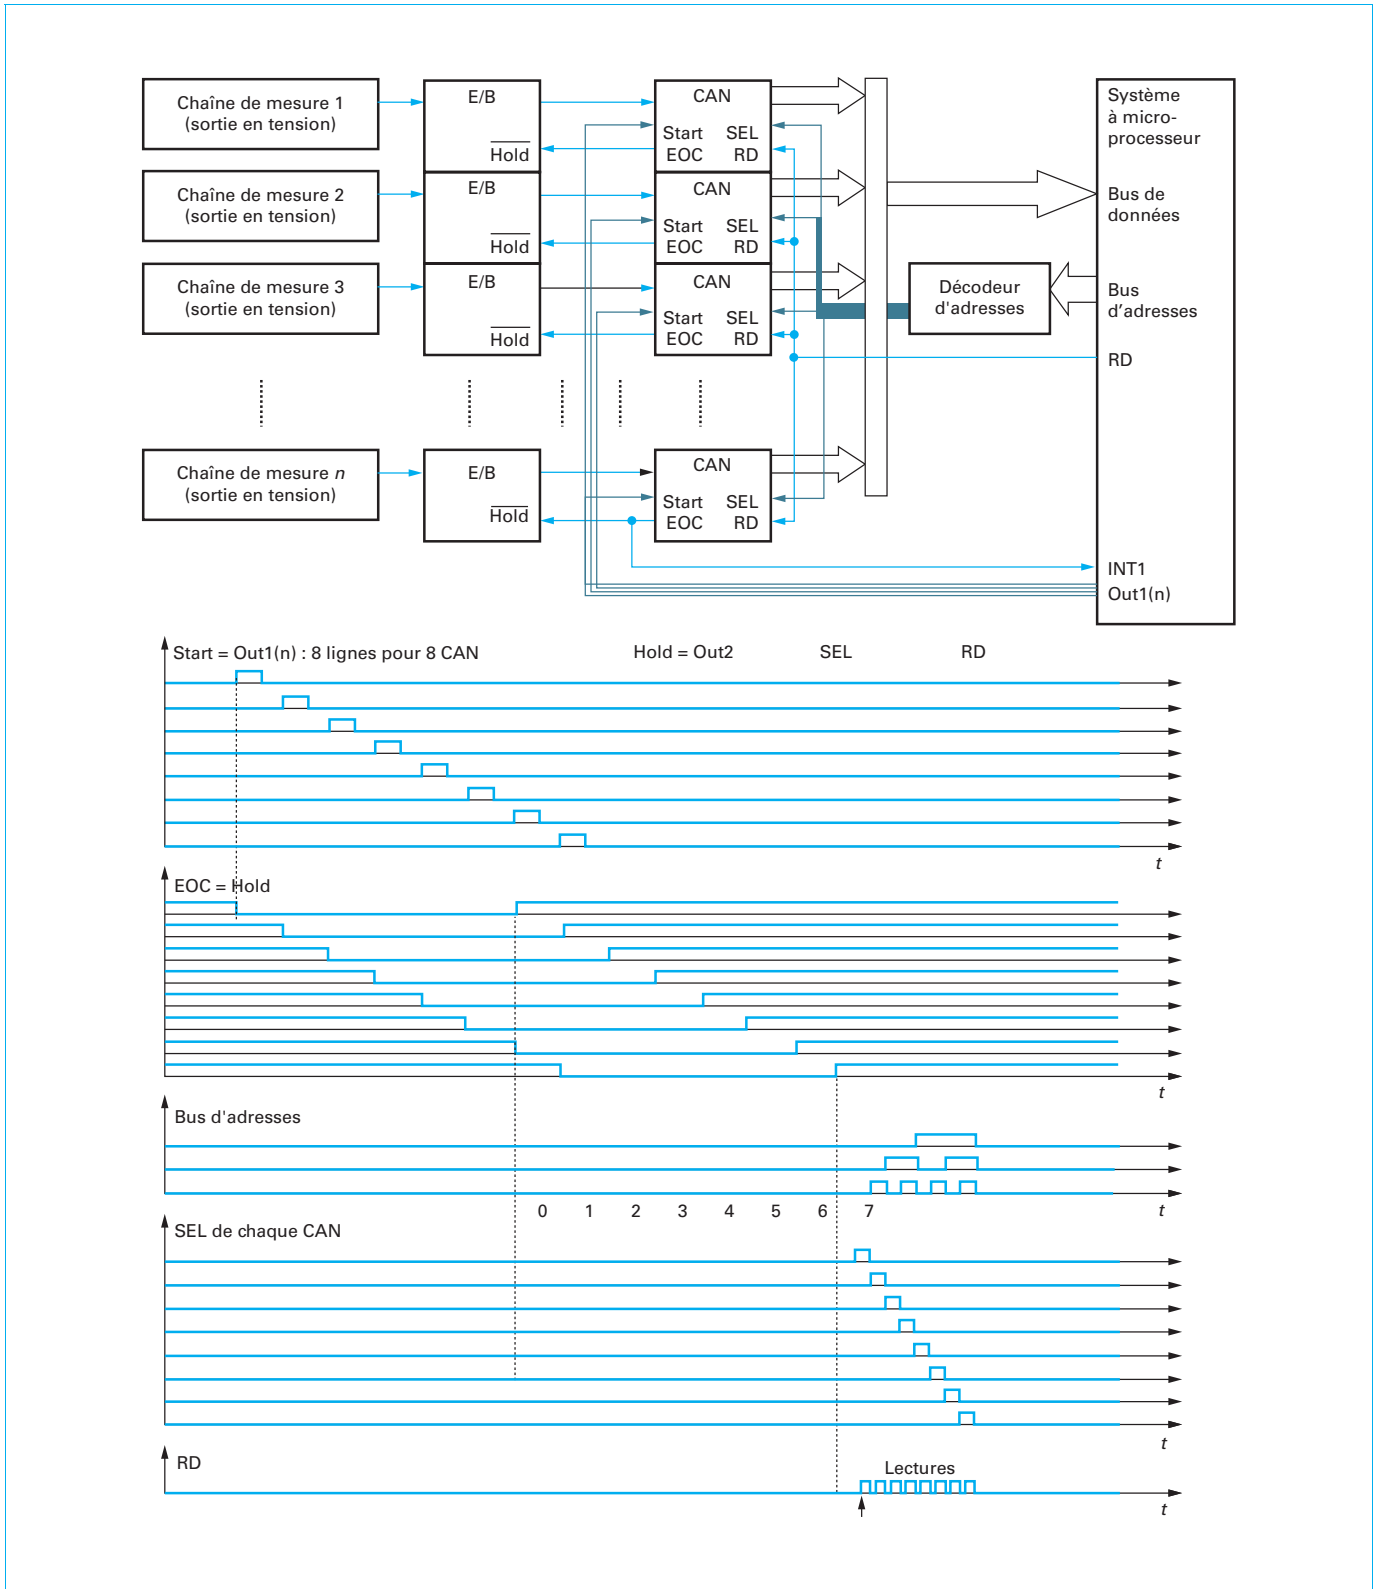 Chaîne de mesure 1
(sortie en tension)
E/B
Hold
CAN
Start SEL
EOC RD
Système
à micro-
processeur
Chaîne de mesure 2
(sortie en tension)
E/B
Hold
CAN
Start SEL
EOC RD
Bus de
données
Chaîne de mesure 3
(sortie en tension)
E/B
Hold
CAN
Start SEL
EOC RD
Décodeur
d'adresses
Bus
d'adresses
RD
Chaîne de mesure n
(sortie en tension)
E/B
Hold
CAN
Start SEL
EOC RD
INT1
Out1(n)
Start = Out1(n) : 8 lignes pour 8 CAN
Hold = Out2
SEL
RD
t
EOC = Hold
t
Bus d'adresses
t
0 1 2 3 4 5 6 7
SEL de chaque CAN
t
RD
Lectures
t